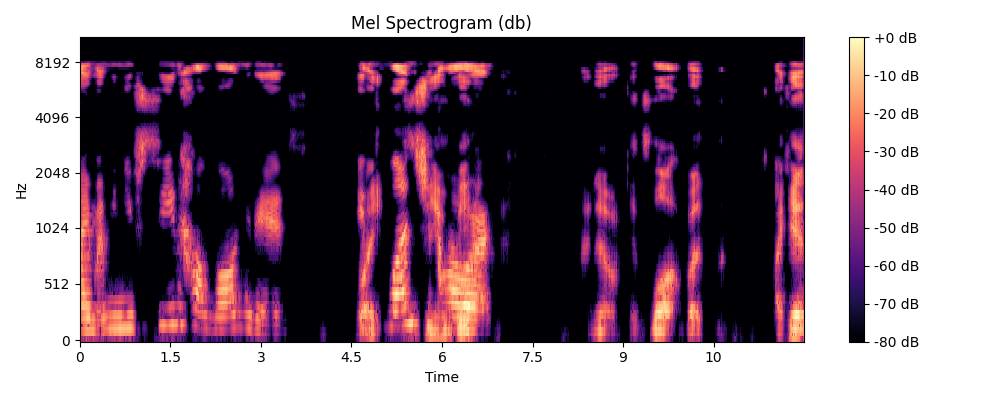 Mel Spectrogram (db)
8192
4096
2048
1024
512
0
Hz
0 1.5 3 4.5 6 7.5 9 10
Time
+0 dB
-10 dB
-20 dB
-30 dB
-40 dB
-50 dB
-60 dB
-70 dB
-80 dB